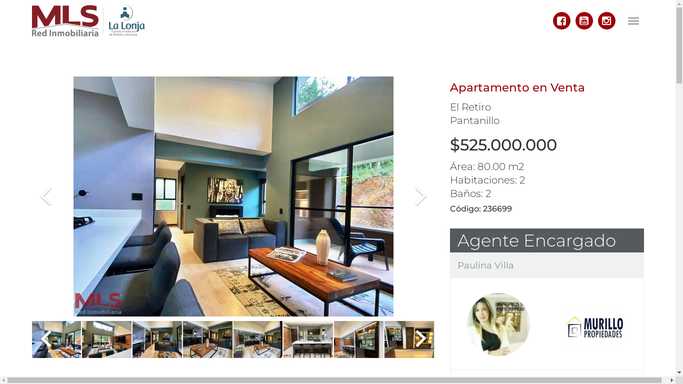 MLS
Red Inmobiliaria
La Lonja
Apartamento en Venta
El Retiro
Pantanillo
$525.000.000
Área: 80.00 m2
Habitaciones: 2
Baños: 2
Código: 236699
Agente Encargado
Paulina Villa
MLS
Red Inmobiliaria
MURILLO
PROPIEDADES